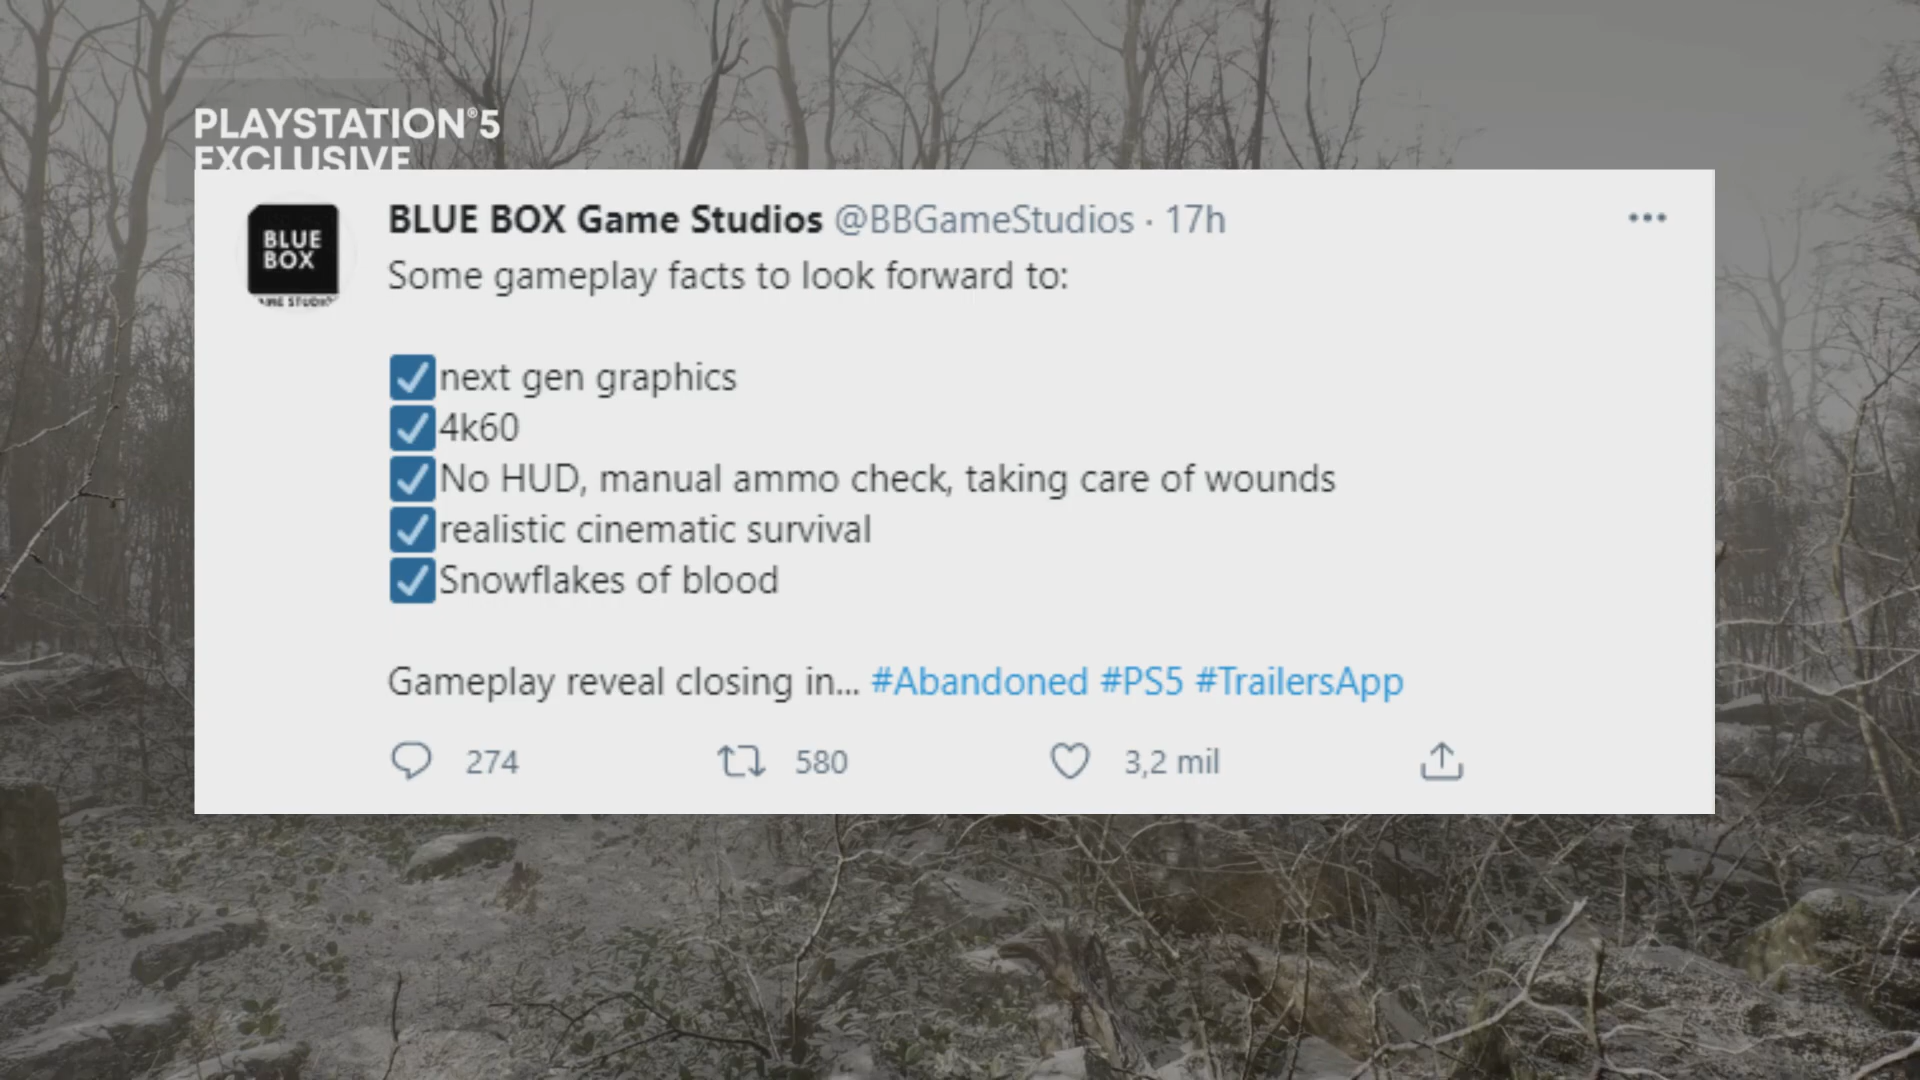 PLAYSTATION®5
EXCLUSIVE
BLUE BOX Game Studios @BBGameStudios · 17h
BLUE
BOX
Some gameplay facts to look forward to:
☑next gen graphics
☑4k60
☑No HUD, manual ammo check, taking care of wounds
☑realistic cinematic survival
☑Snowflakes of blood
Gameplay reveal closing in... #Abandoned #PS5 #TrailersApp
274 580 3,2 mil